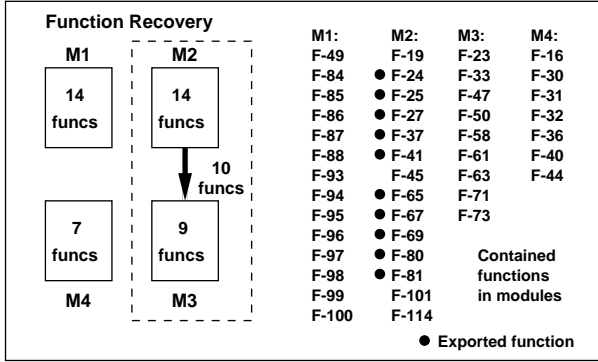 Function Recovery
M1 M2
14 funcs
14 funcs
10 funcs
7 funcs
9 funcs
M4 M3
M1: M2: M3: M4:
F-49 F-19 F-23 F-16
F-84 ● F-24 F-33 F-30
F-85 ● F-25 F-47 F-31
F-86 ● F-27 F-50 F-32
F-87 ● F-37 F-58 F-36
F-88 ● F-41 F-61 F-40
F-93 F-45 F-63 F-44
F-94 ● F-65 F-71
F-95 ● F-67 F-73
F-96 ● F-69
F-97 ● F-80
F-98 ● F-81
F-99 F-101
F-100 F-114
Contained
functions
in modules
● Exported function